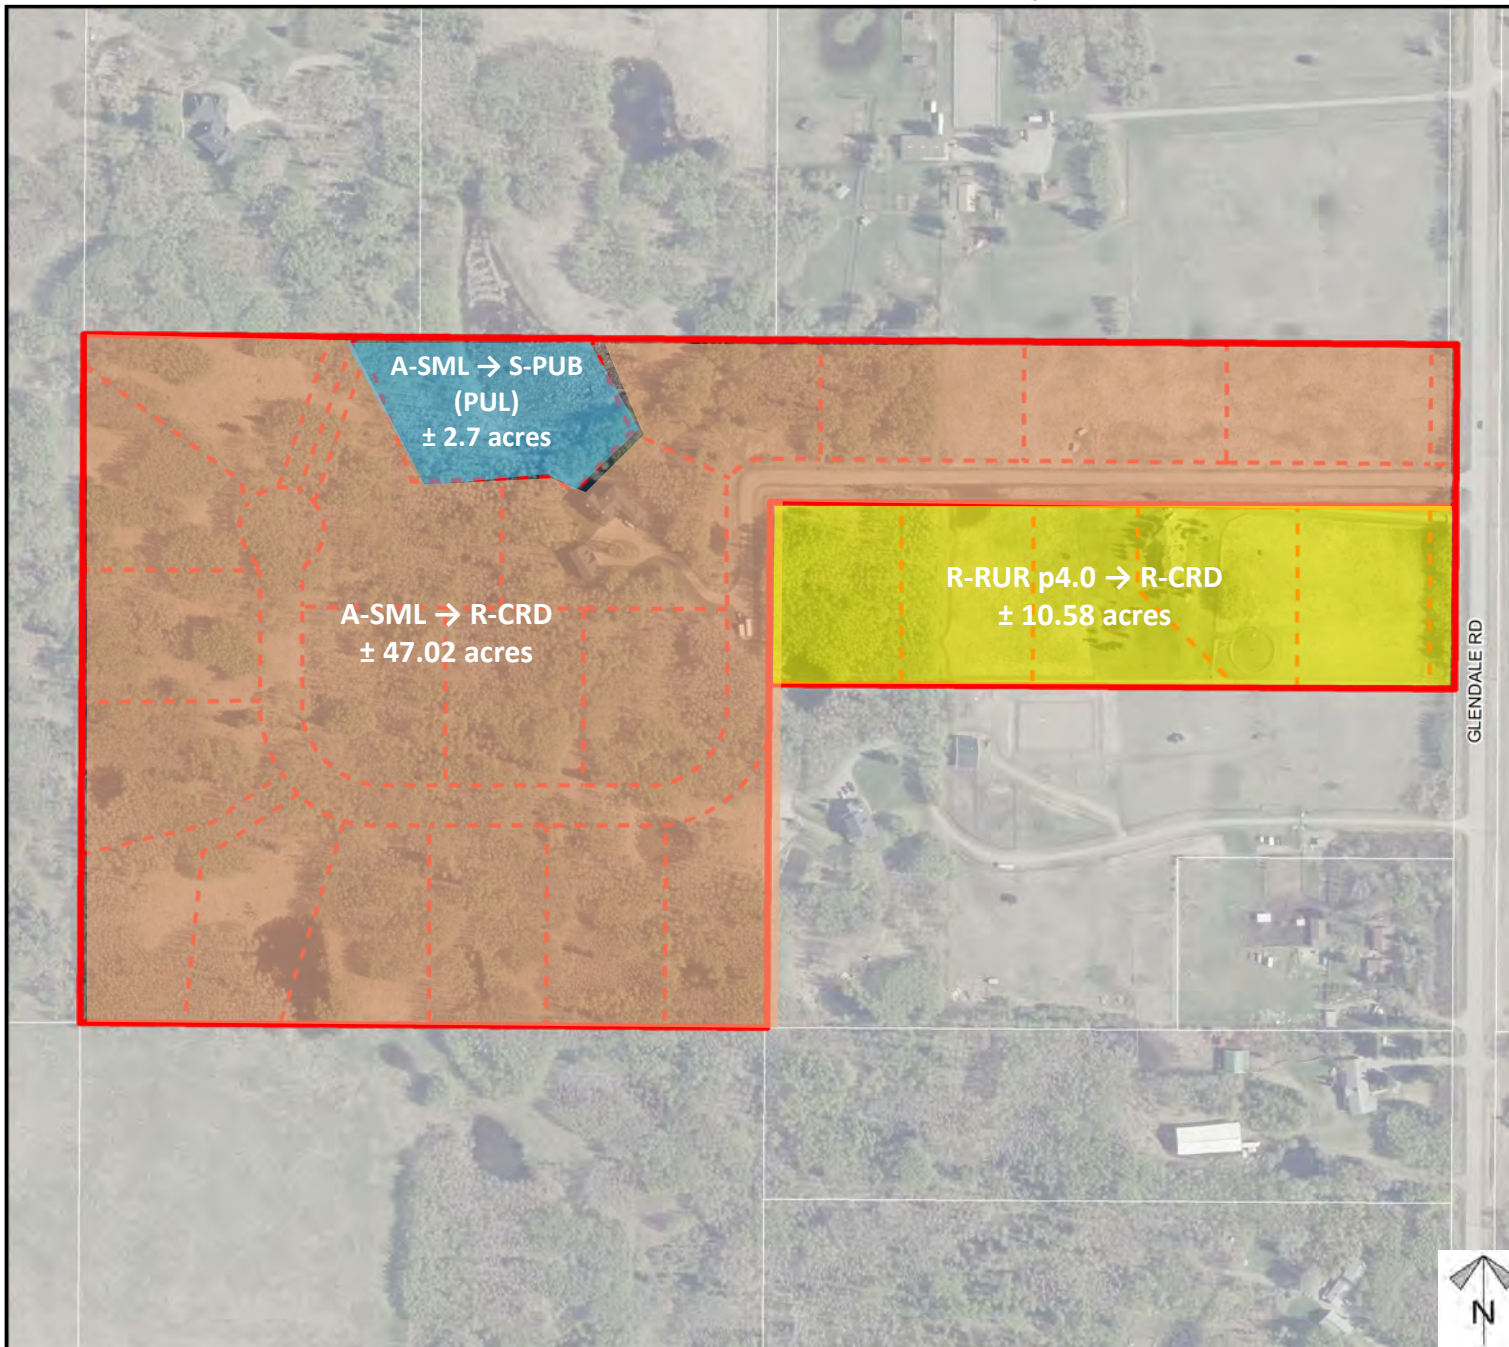 A-SML → S-PUB
(PUL)
± 2.7 acres
R-RUR p4.0 → R-CRD
± 10.58 acres
A-SML → R-CRD
± 47.02 acres
GLENDALE RD
N